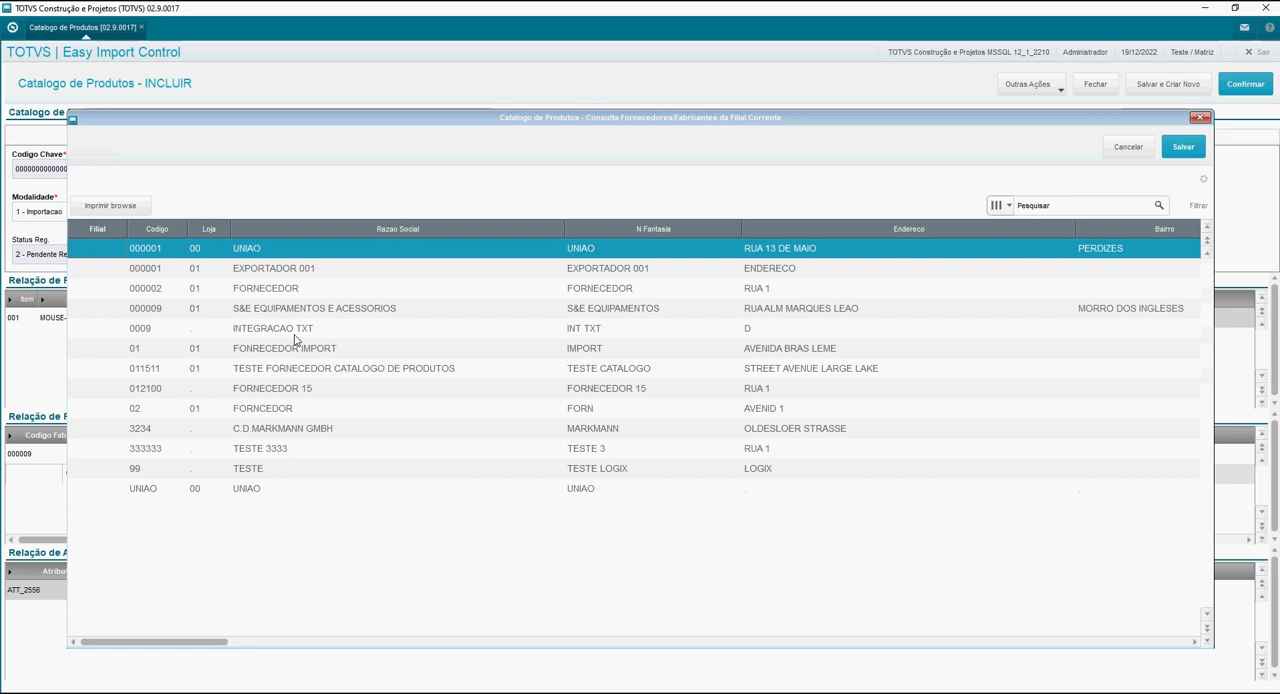 TOTVS Construção e Projetos (TOTVS) 02.9.0017
Catalogo de Produtos [02.9.0017]
TOTVS | Easy Import Control
TOTVS Construção e Projetos MSSQL 12_1_2210 Administrador 19/12/2022 Teste / Matriz Sair
Catalogo de Produtos - INCLUIR
Outras Ações Fechar Salvar e Criar Novo Confirmar
Catalogo de
Catalogo de Produtos - Consulta Fornecedores/Fabricantes da Filial Corrente
Cancelar Salvar
Codigo Chave*
0000000000000
Modalidade*
1 - Importacao
Imprimir browse Pesquisar Filtrar
Filial Codigo Loja Razao Social N Fantasia Endereco Bairro
Status Reg.
2 - Pendente Re
000001 00 UNIAO UNIAO RUA 13 DE MAIO PERDIZES
000001 01 EXPORTADOR 001 EXPORTADOR 001 ENDERECO
Relação de F
000002 01 FORNECEDOR FORNECEDOR RUA 1
Item
000009 01 S&E EQUIPAMENTOS E ACESSORIOS S&E EQUIPAMENTOS RUA ALM MARQUES LEAO MORRO DOS INGLESES
001 MOUSE-
0009 . INTEGRACAO TXT INT TXT D
01 01 FONRECEDOR IMPORT IMPORT AVENIDA BRAS LEME
011511 01 TESTE FORNECEDOR CATALOGO DE PRODUTOS TESTE CATALOGO STREET AVENUE LARGE LAKE
012100 . FORNECEDOR 15 FORNECEDOR 15 RUA 1
02 01 FORNCEDOR FORN AVENID 1
Relação de F
3234 . C.D.MARKMANN GMBH MARKMANN OLDESLOER STRASSE
Codigo Fab
333333 . TESTE 3333 TESTE 3 RUA 1
000009
99 . TESTE TESTE LOGIX LOGIX
UNIAO 00 UNIAO UNIAO . .
Relação de A
Atribu
ATT_2556